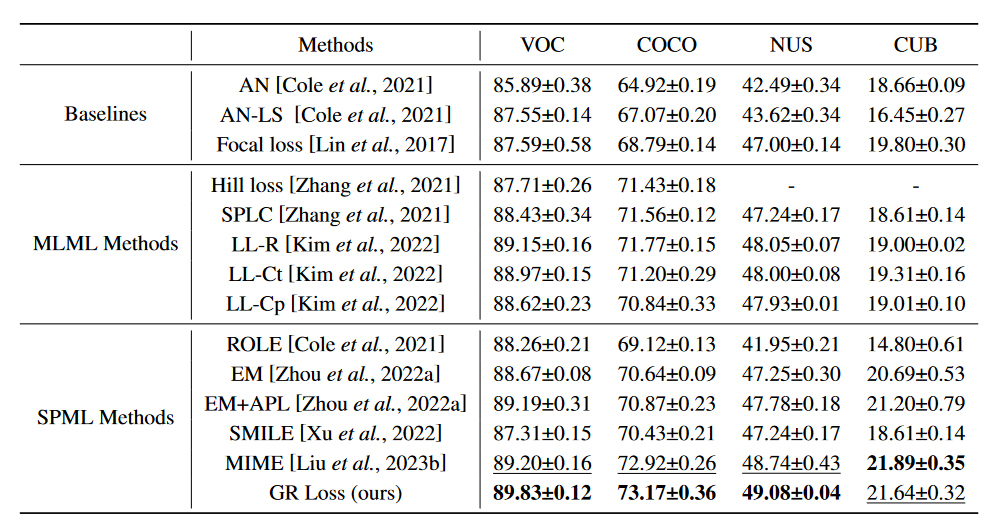 Methods VOC COCO NUS CUB
Baselines
AN [Cole et al., 2021] 85.89±0.38 64.92±0.19 42.49±0.34 18.66±0.09
AN-LS [Cole et al., 2021] 87.55±0.14 67.07±0.20 43.62±0.34 16.45±0.27
Focal loss [Lin et al., 2017] 87.59±0.58 68.79±0.14 47.00±0.14 19.80±0.30
MLML Methods
Hill loss [Zhang et al., 2021] 87.71±0.26 71.43±0.18 - -
SPLC [Zhang et al., 2021] 88.43±0.34 71.56±0.12 47.24±0.17 18.61±0.14
LL-R [Kim et al., 2022] 89.15±0.16 71.77±0.15 48.05±0.07 19.00±0.02
LL-Ct [Kim et al., 2022] 88.97±0.15 71.20±0.29 48.00±0.08 19.31±0.16
LL-Cp [Kim et al., 2022] 88.62±0.23 70.84±0.33 47.93±0.01 19.01±0.10
SPML Methods
ROLE [Cole et al., 2021] 88.26±0.21 69.12±0.13 41.95±0.21 14.80±0.61
EM [Zhou et al., 2022a] 88.67±0.08 70.64±0.09 47.25±0.30 20.69±0.53
EM+APL [Zhou et al., 2022a] 89.19±0.31 70.87±0.23 47.78±0.18 21.20±0.79
SMILE [Xu et al., 2022] 87.31±0.15 70.43±0.21 47.24±0.17 18.61±0.14
MIME [Liu et al., 2023b] 89.20±0.16 72.92±0.26 48.74±0.43 21.89±0.35
GR Loss (ours) 89.83±0.12 73.17±0.36 49.08±0.04 21.64±0.32